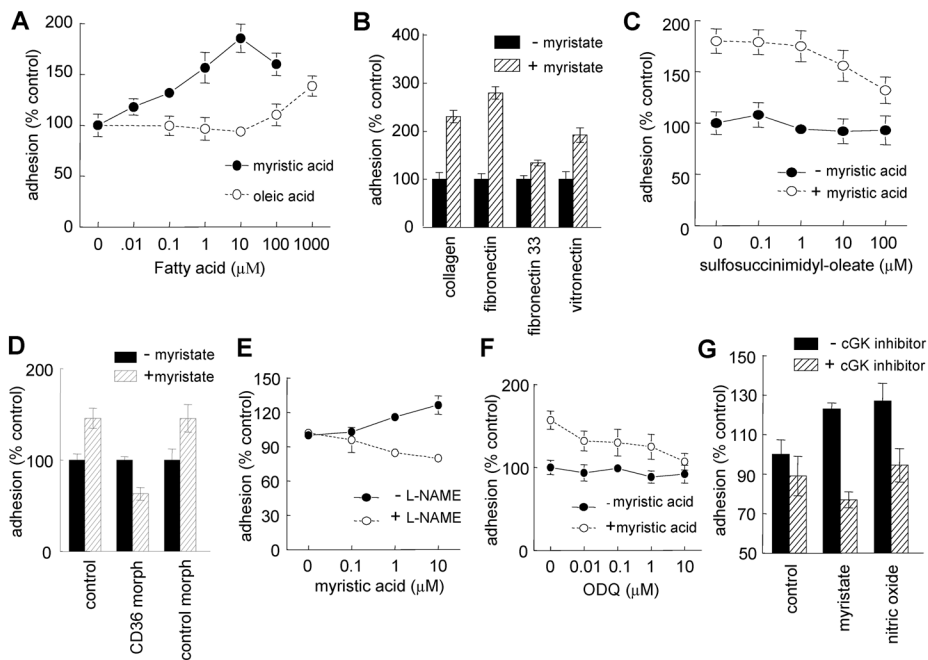 A
adhesion (% control)
200
150
100
50
0
myristic acid
oleic acid
0 .01 0.1 1 10 100 1000
Fatty acid (μM)
B
- myristate
+ myristate
adhesion (% control)
400
300
200
100
0
collagen
fibronectin
fibronectin 33
vitronectin
C
adhesion (% control)
200
150
100
50
0
- myristic acid
+ myristic acid
0 0.1 1 10 100
sulfosuccinimidyl-oleate (μM)
D
- myristate
+myristate
adhesion (% control)
200
100
0
control
CD36 morph
control morph
E
adhesion (% control)
150
120
90
60
30
0
- L-NAME
+ L-NAME
0 0.1 1 10
myristic acid (μM)
F
adhesion (% control)
200
100
0
- myristic acid
+myristic acid
0 0.01 0.1 1 10
ODQ (μM)
G
- cGK inhibitor
+ cGK inhibitor
adhesion (% control)
150
130
110
90
70
50
control
myristate
nitric oxide